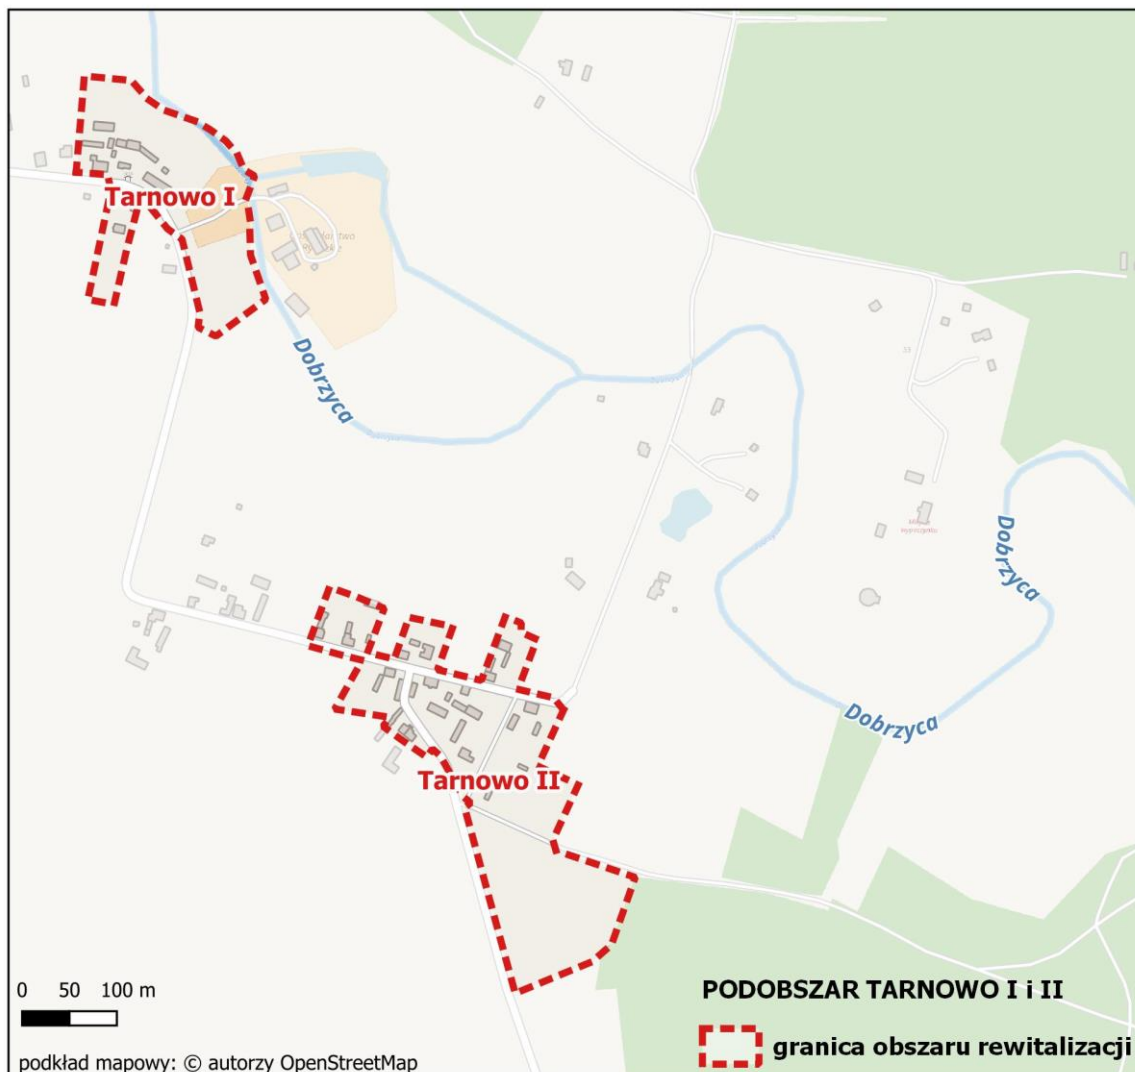 Tarnowo I
Dobrzyca
53
Dobrzyca
Dobrzyca
Tarnowo II
0 50 100 m
PODOBSZAR TARNOWO I i II
granica obszaru rewitalizacji
podkład mapowy: © autorzy OpenStreetMap